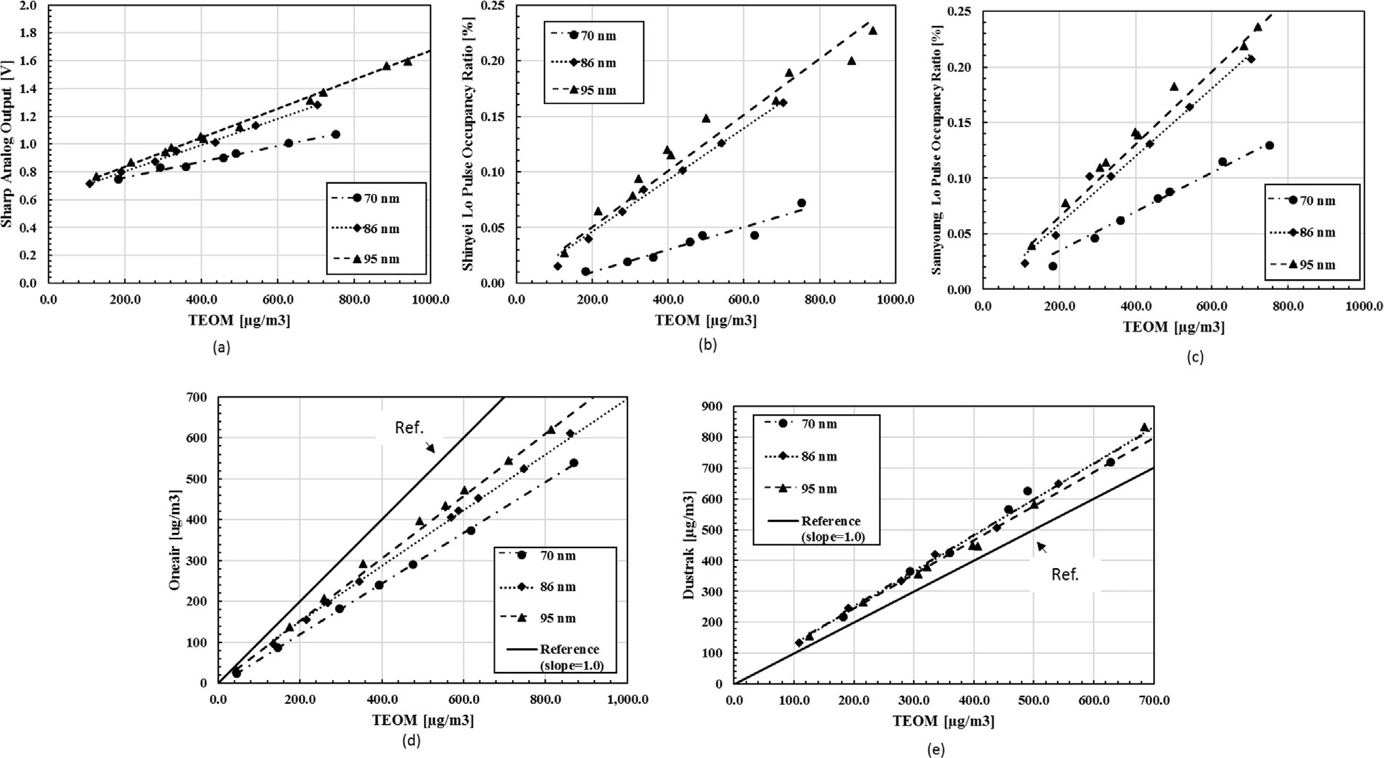 2.0
1.8
1.6
1.4
1.2
1.0
0.8
0.6
0.4
0.2
0.0
Sharp Analog Output [V]
70 nm
86 nm
95 nm
0.0 200.0 400.0 600.0 800.0 1000.0
TEOM [µg/m3]
(a)
0.25
0.20
0.15
0.10
0.05
0.00
Shinyei Lo Pulse Occupancy Ratio [%]
70 nm
86 nm
95 nm
0.0 200.0 400.0 600.0 800.0 1000.0
TEOM [µg/m3]
(b)
0.25
0.20
0.15
0.10
0.05
0.00
Samyoung Lo Pulse Occupancy Ratio [%]
70 nm
86 nm
95 nm
0.0 200.0 400.0 600.0 800.0 1000.0
TEOM [µg/m3]
(c)
700
600
500
400
300
200
100
0
Oneair [ug/m3]
Ref.
70 nm
86 nm
95 nm
Reference
(slope=1.0)
0.0 200.0 400.0 600.0 800.0 1,000.0
TEOM [µg/m3]
(d)
900
800
700
600
500
400
300
200
100
0
Dustrak [µg/m3]
70 nm
86 nm
95 nm
Reference
(slope=1.0)
Ref.
0.0 100.0 200.0 300.0 400.0 500.0 600.0 700.0
TEOM [µg/m3]
(e)